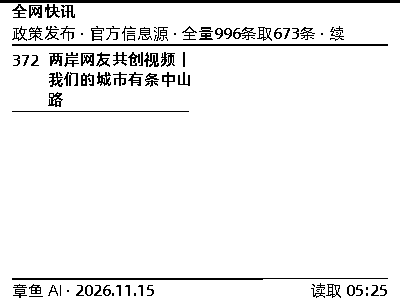 全网快讯
政策发布 · 官方信息源 · 全量996条取673条 · 续
372 两岸网友共创视频丨
我们的城市有条中山
路
章鱼 AI · 2026.11.15 读取 05:25